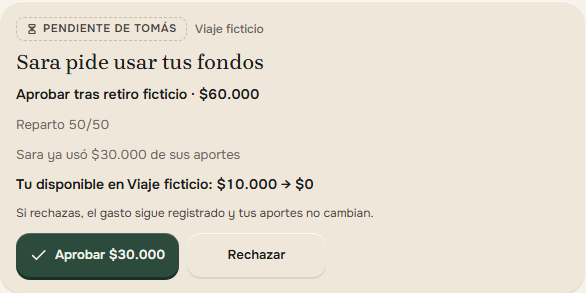 PENDIENTE DE TOMÁS Viaje ficticio
Sara pide usar tus fondos
Aprobar tras retiro ficticio · $60.000
Reparto 50/50
Sara ya usó $30.000 de sus aportes
Tu disponible en Viaje ficticio: $10.000 → $0
Si rechazas, el gasto sigue registrado y tus aportes no cambian.
Aprobar $30.000 Rechazar